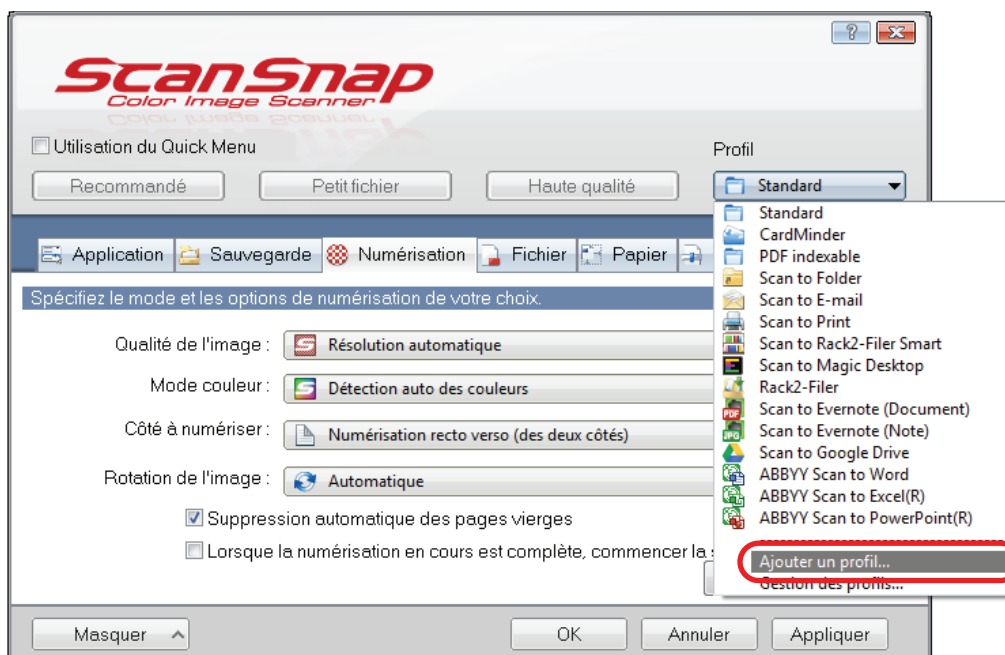 ScanSnap
Color Image Scanner
Utilisation du Quick Menu
Profil
Recommandé Petit fichier Haute qualité Standard
Application Sauvegarde Numérisation Fichier Papier
Spécifiez le mode et les options de numérisation de votre choix.
Qualité de l'image : Résolution automatique
Mode couleur : Détection auto des couleurs
Côté à numériser : Numérisation recto verso (des deux côtés)
Rotation de l'image : Automatique
Suppression automatique des pages vierges
Lorsque la numérisation en cours est complète, commencer la
Standard
CardMinder
PDF indexable
Scan to Folder
Scan to E-mail
Scan to Print
Scan to Rack2-Filer Smart
Scan to Magic Desktop
Rack2-Filer
Scan to Evernote (Document)
Scan to Evernote (Note)
Scan to Google Drive
ABBYY Scan to Word
ABBYY Scan to Excel(R)
ABBYY Scan to PowerPoint(R)
Ajouter un profil...
Gestion des profils...
Masquer OK Annuler Appliquer